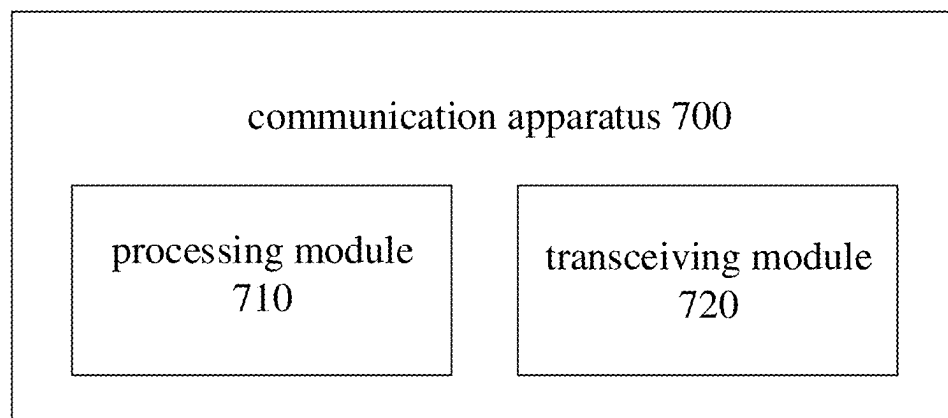 communication apparatus 700
processing module
710
transceiving module
720